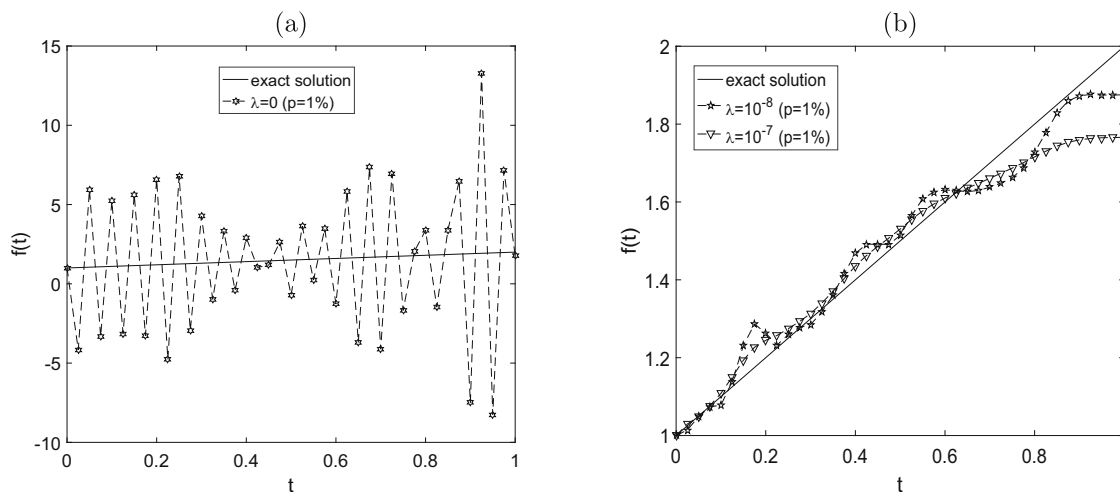 (a)
15
10
5
0
-5
-10
f(t)
exact solution
λ=0 (p=1%)
0 0.2 0.4 0.6 0.8 1
t
(b)
2
1.8
1.6
1.4
1.2
1
f(t)
exact solution
λ=10⁻⁸ (p=1%)
λ=10⁻⁷ (p=1%)
0 0.2 0.4 0.6 0.8
t